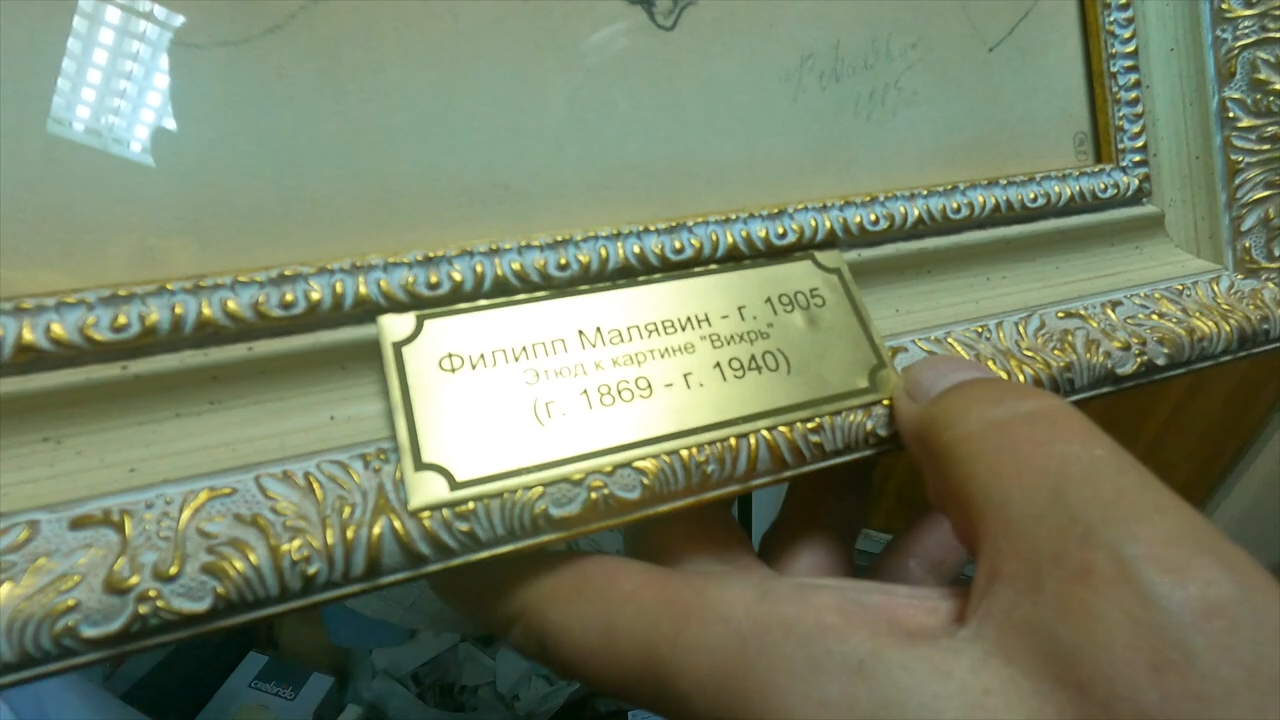 Филипп Малявин - г. 1905
Этюд к картине "Вихрь"
(г. 1869 - г. 1940)